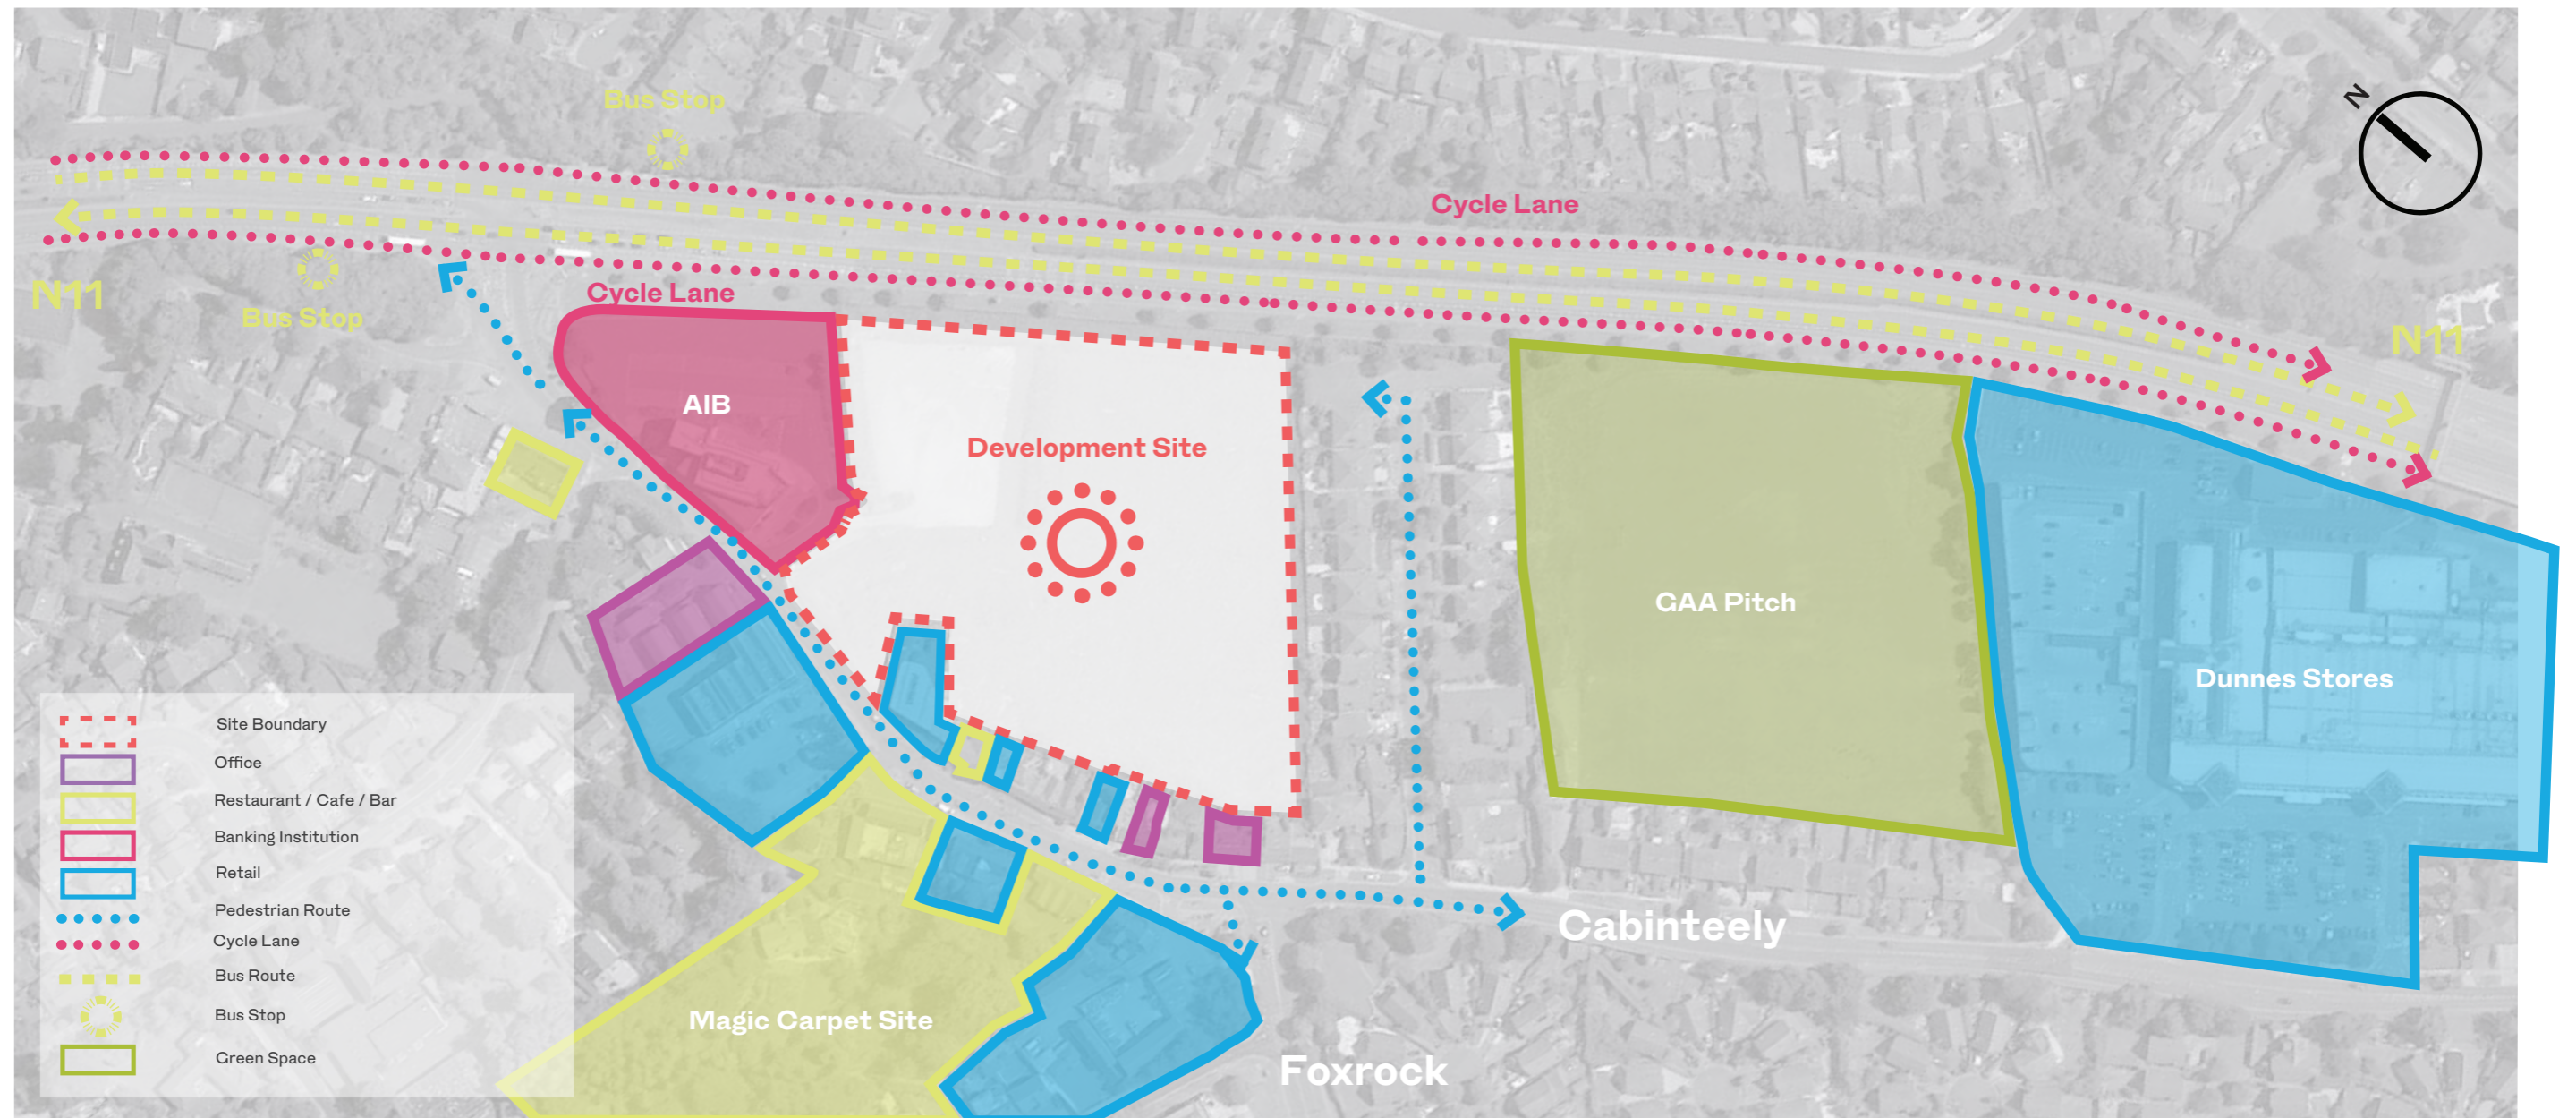 Bus Stop
N
Cycle Lane
N11
Cycle Lane
Bus Stop
N11
AIB
Development Site
GAA Pitch
Dunnes Stores
Site Boundary
Office
Restaurant / Cafe / Bar
Banking Institution
Retail
Pedestrian Route
Cycle Lane
Bus Route
Bus Stop
Green Space
Cabinteely
Magic Carpet Site
Foxrock